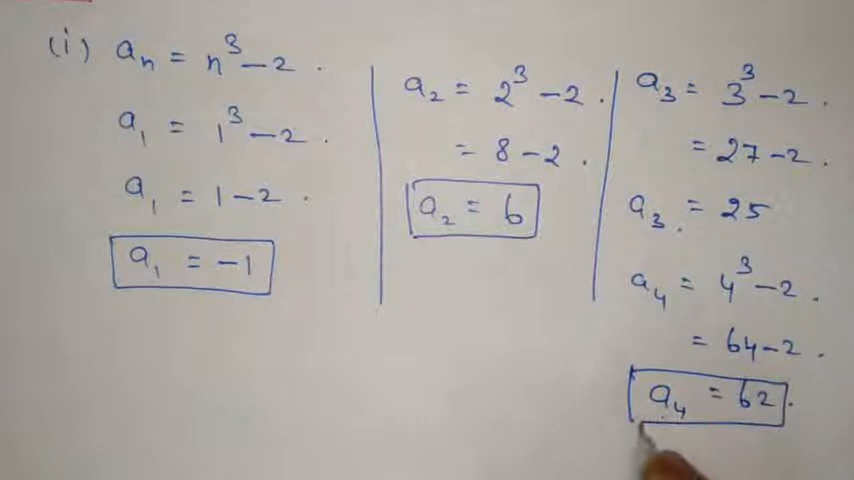 (i) aₙ = n³ – 2 .
a₁ = 1³ – 2 .
a₁ = 1 – 2 .
a₁ = – 1
a₂ = 2³ – 2 .
= 8 – 2 .
a₂ = 6
a₃ = 3³ – 2 .
= 27 – 2 .
a₃ . = 25
a₄ = 4³ – 2 .
= 64 – 2 .
a₄ = 62 .